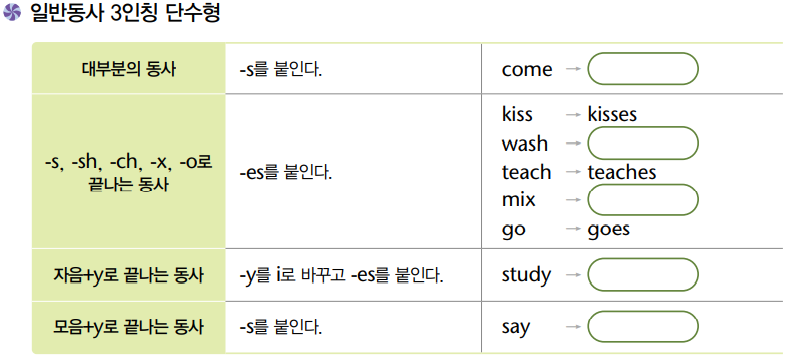 일반동사 3인칭 단수형
대부분의 동사 -s를 붙인다. come →
-s, -sh, -ch, -x, -o로
끝나는 동사
-es를 붙인다.
kiss → kisses
wash →
teach → teaches
mix →
go → goes
자음+y로 끝나는 동사 -y를 i로 바꾸고 -es를 붙인다. study →
모음+y로 끝나는 동사 -s를 붙인다. say →